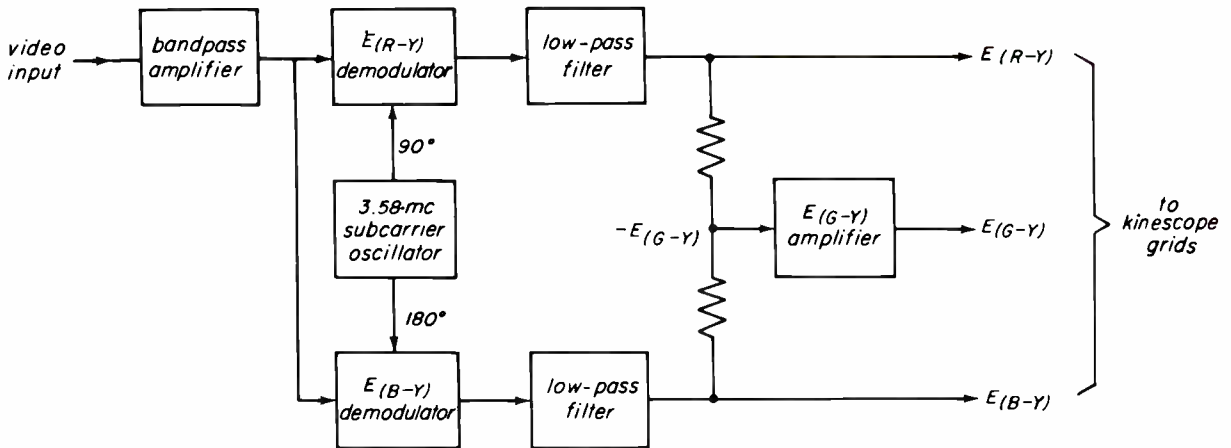 video
input
bandpass
amplifier
E(R-Y)
demodulator
low-pass
filter
E(R-Y)
90°
3.58-mc
subcarrier
oscillator
-E(G-Y)
E(G-Y)
amplifier
E(G-Y)
to
kinescope
grids
180°
E(B-Y)
demodulator
low-pass
filter
E(B-Y)